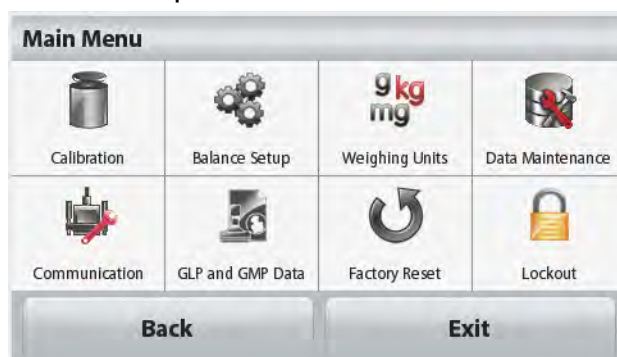 Main Menu
g kg
mg
Calibration Balance Setup Weighing Units Data Maintenance
Communication GLP and GMP Data Factory Reset Lockout
Back Exit